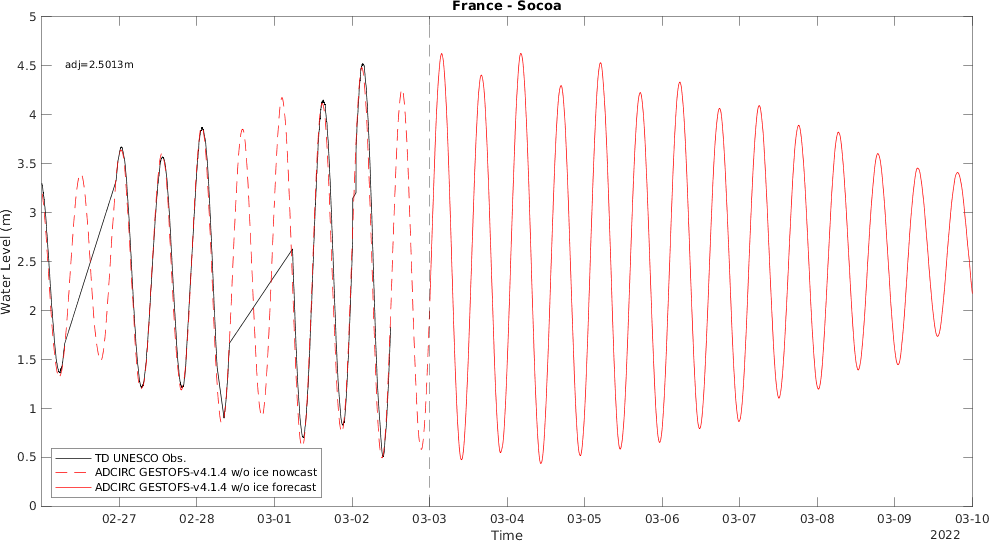 France - Socoa
5
4.5
4
3.5
3
2.5
2
1.5
1
0.5
0
Water Level (m)
adj=2.5013m
TD UNESCO Obs.
ADCIRC GESTOFS-v4.1.4 w/o ice nowcast
ADCIRC GESTOFS-v4.1.4 w/o ice forecast
02-27 02-28 03-01 03-02 03-03 03-04 03-05 03-06 03-07 03-08 03-09 03-10
Time
2022